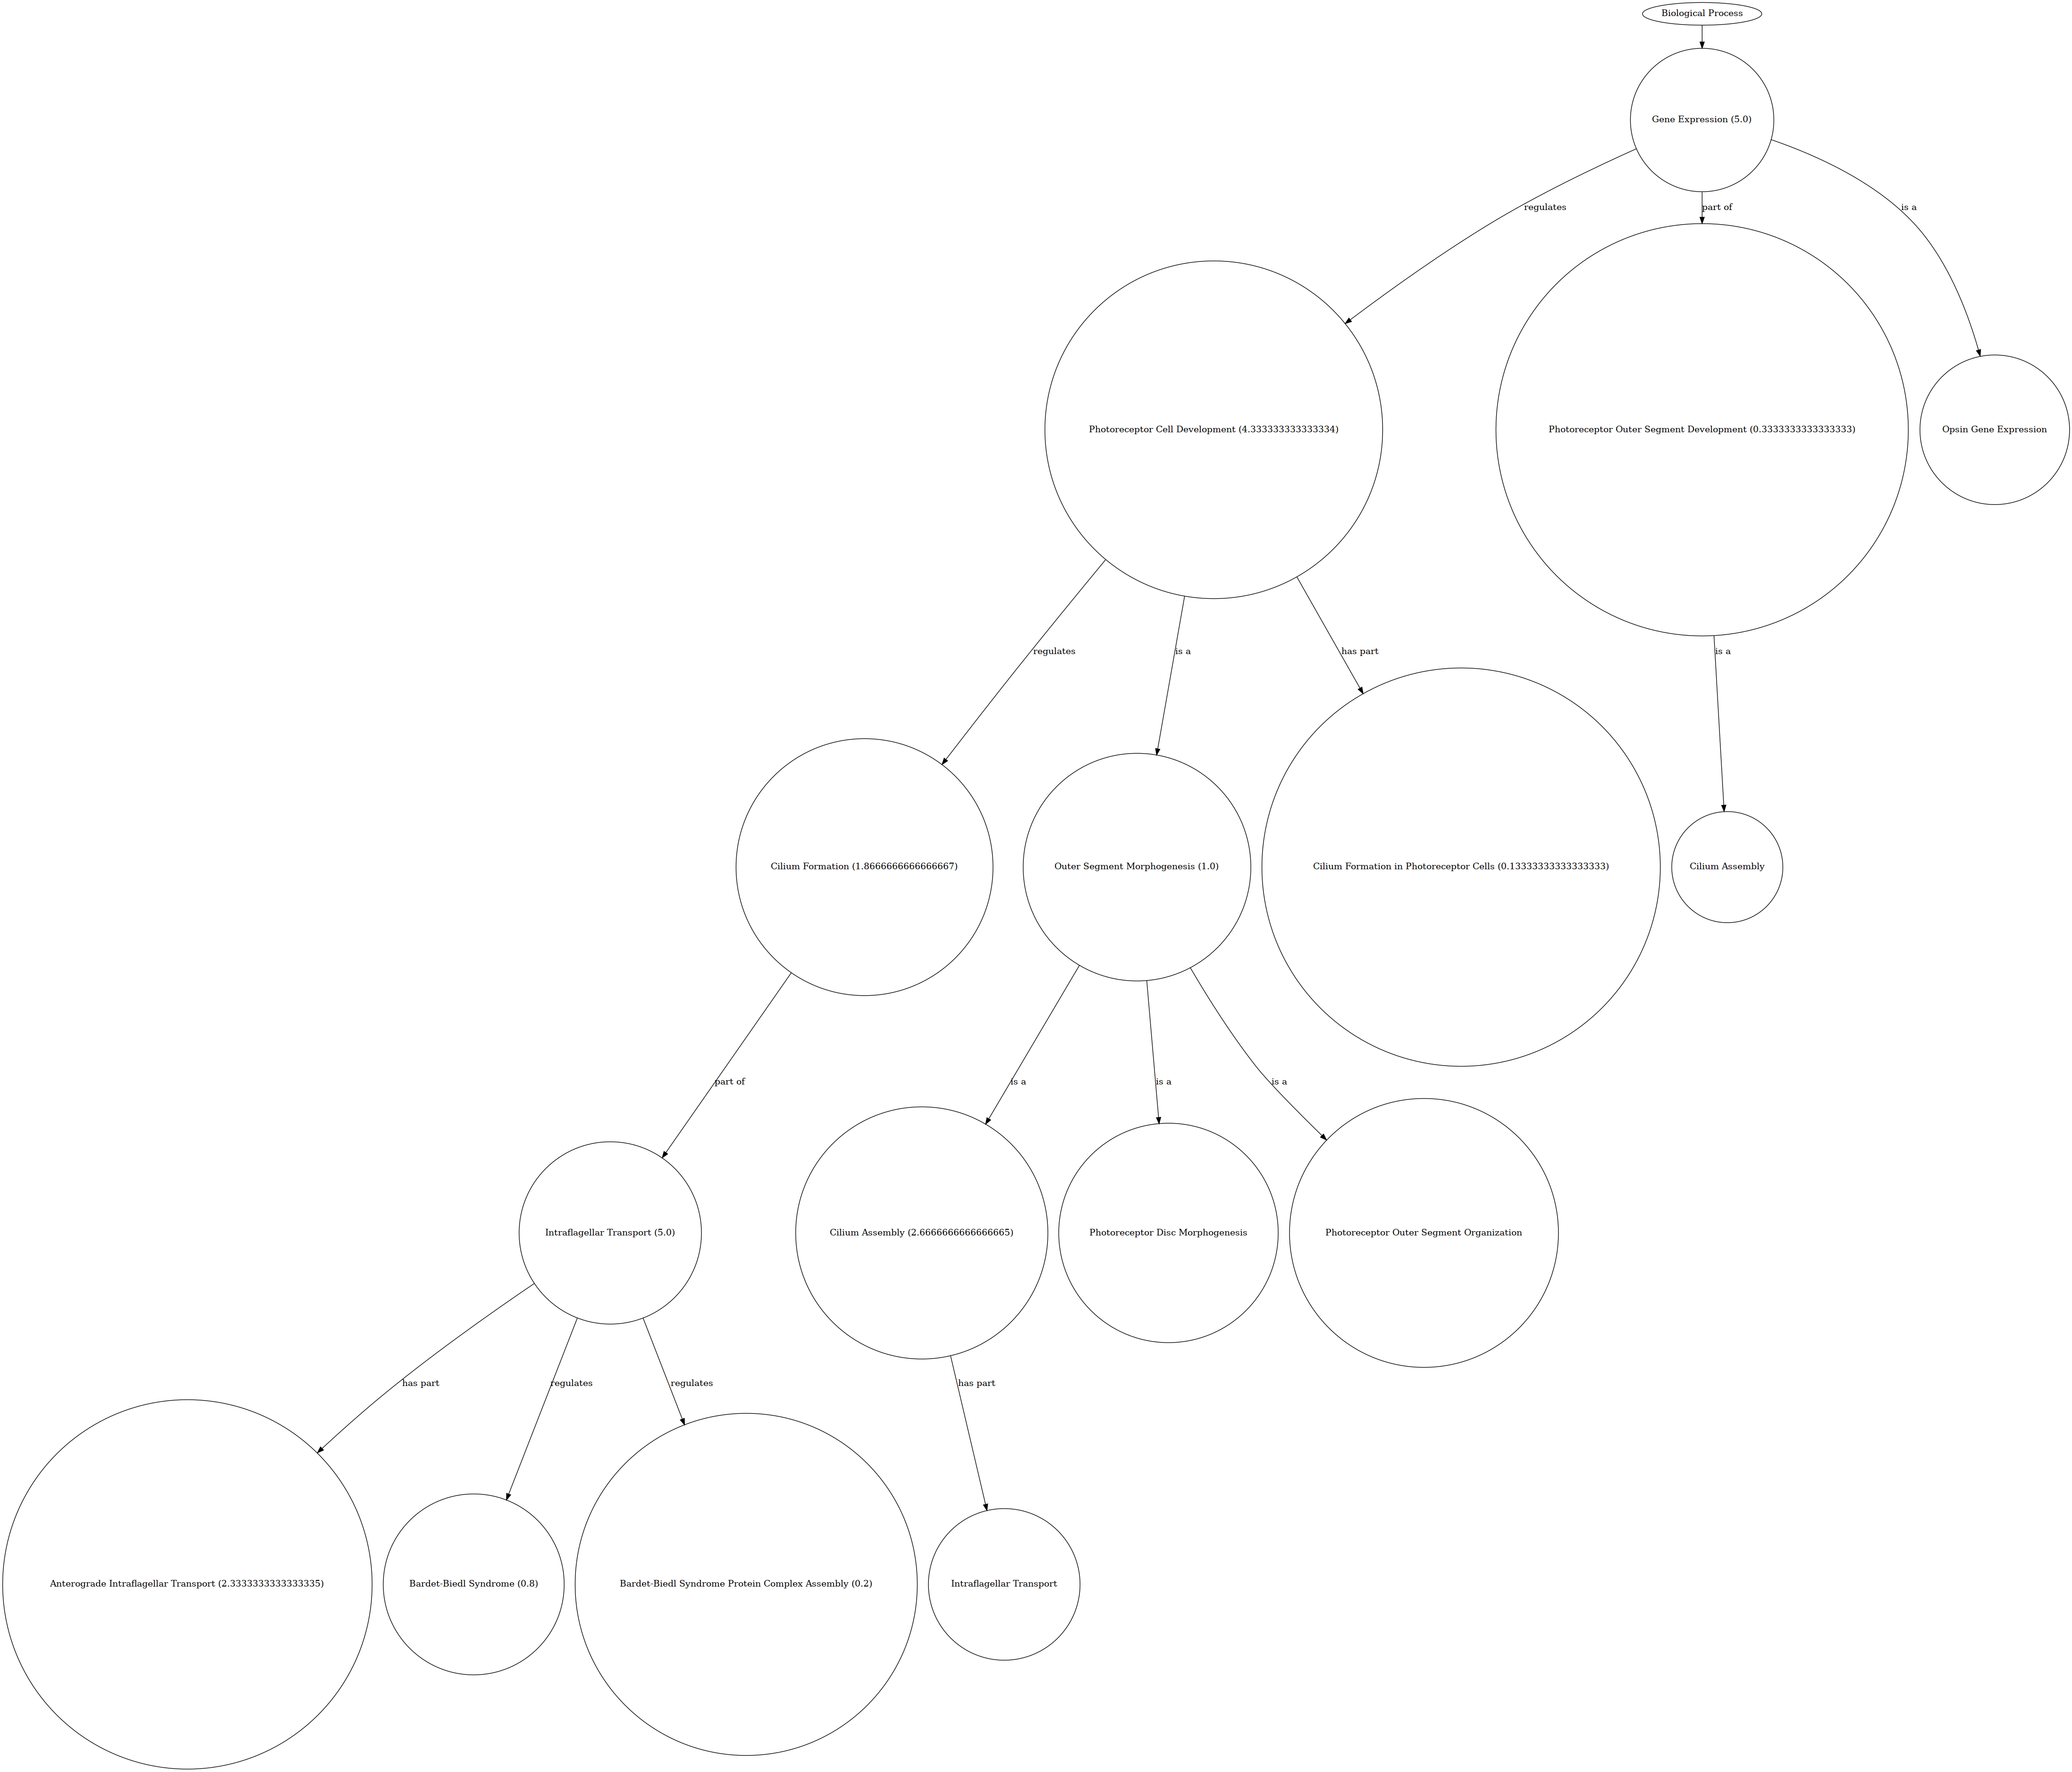 Biological Process
Gene Expression (5.0)
regulates
part of
is a
Photoreceptor Cell Development (4.333333333333334)
Photoreceptor Outer Segment Development (0.3333333333333333)
Opsin Gene Expression
regulates
is a
has part
is a
Cilium Formation (1.8666666666666667)
Outer Segment Morphogenesis (1.0)
Cilium Formation in Photoreceptor Cells (0.13333333333333333)
Cilium Assembly
part of
is a
is a
is a
Intraflagellar Transport (5.0)
Cilium Assembly (2.6666666666666665)
Photoreceptor Disc Morphogenesis
Photoreceptor Outer Segment Organization
has part
regulates
regulates
has part
Anterograde Intraflagellar Transport (2.3333333333333335)
Bardet-Biedl Syndrome (0.8)
Bardet-Biedl Syndrome Protein Complex Assembly (0.2)
Intraflagellar Transport